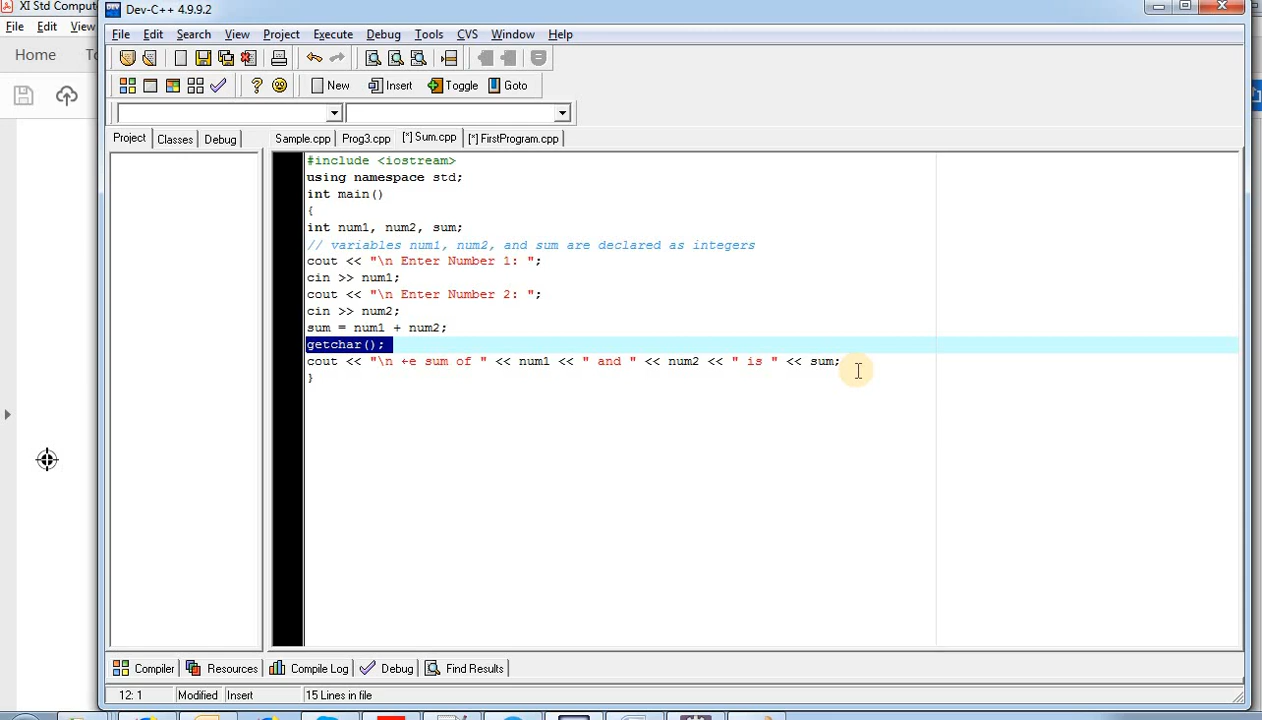 XI Std Comput
Dev-C++ 4.9.9.2
File Edit View
File Edit Search View Project Execute Debug Tools CVS Window Help
Home
New Insert Toggle Goto
Project Classes Debug
Sample.cpp Prog3.cpp [*] Sum.cpp [*] FirstProgram.cpp
#include <iostream>
using namespace std;
int main()
{
int num1, num2, sum;
// variables num1, num2, and sum are declared as integers
cout << "\n Enter Number 1: ";
cin >> num1;
cout << "\n Enter Number 2: ";
cin >> num2;
sum = num1 + num2;
getchar();
cout << "\n ←e sum of " << num1 << " and " << num2 << " is " << sum;
}
Compiler Resources Compile Log Debug Find Results
12: 1 Modified Insert 15 Lines in file